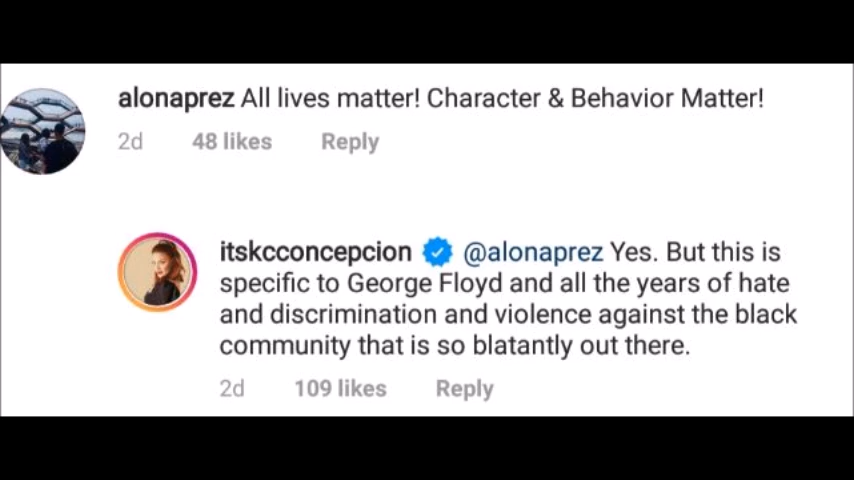 alonaprez All lives matter! Character & Behavior Matter!
2d 48 likes Reply
itskcconcepcion @alonaprez Yes. But this is
specific to George Floyd and all the years of hate
and discrimination and violence against the black
community that is so blatantly out there.
2d 109 likes Reply